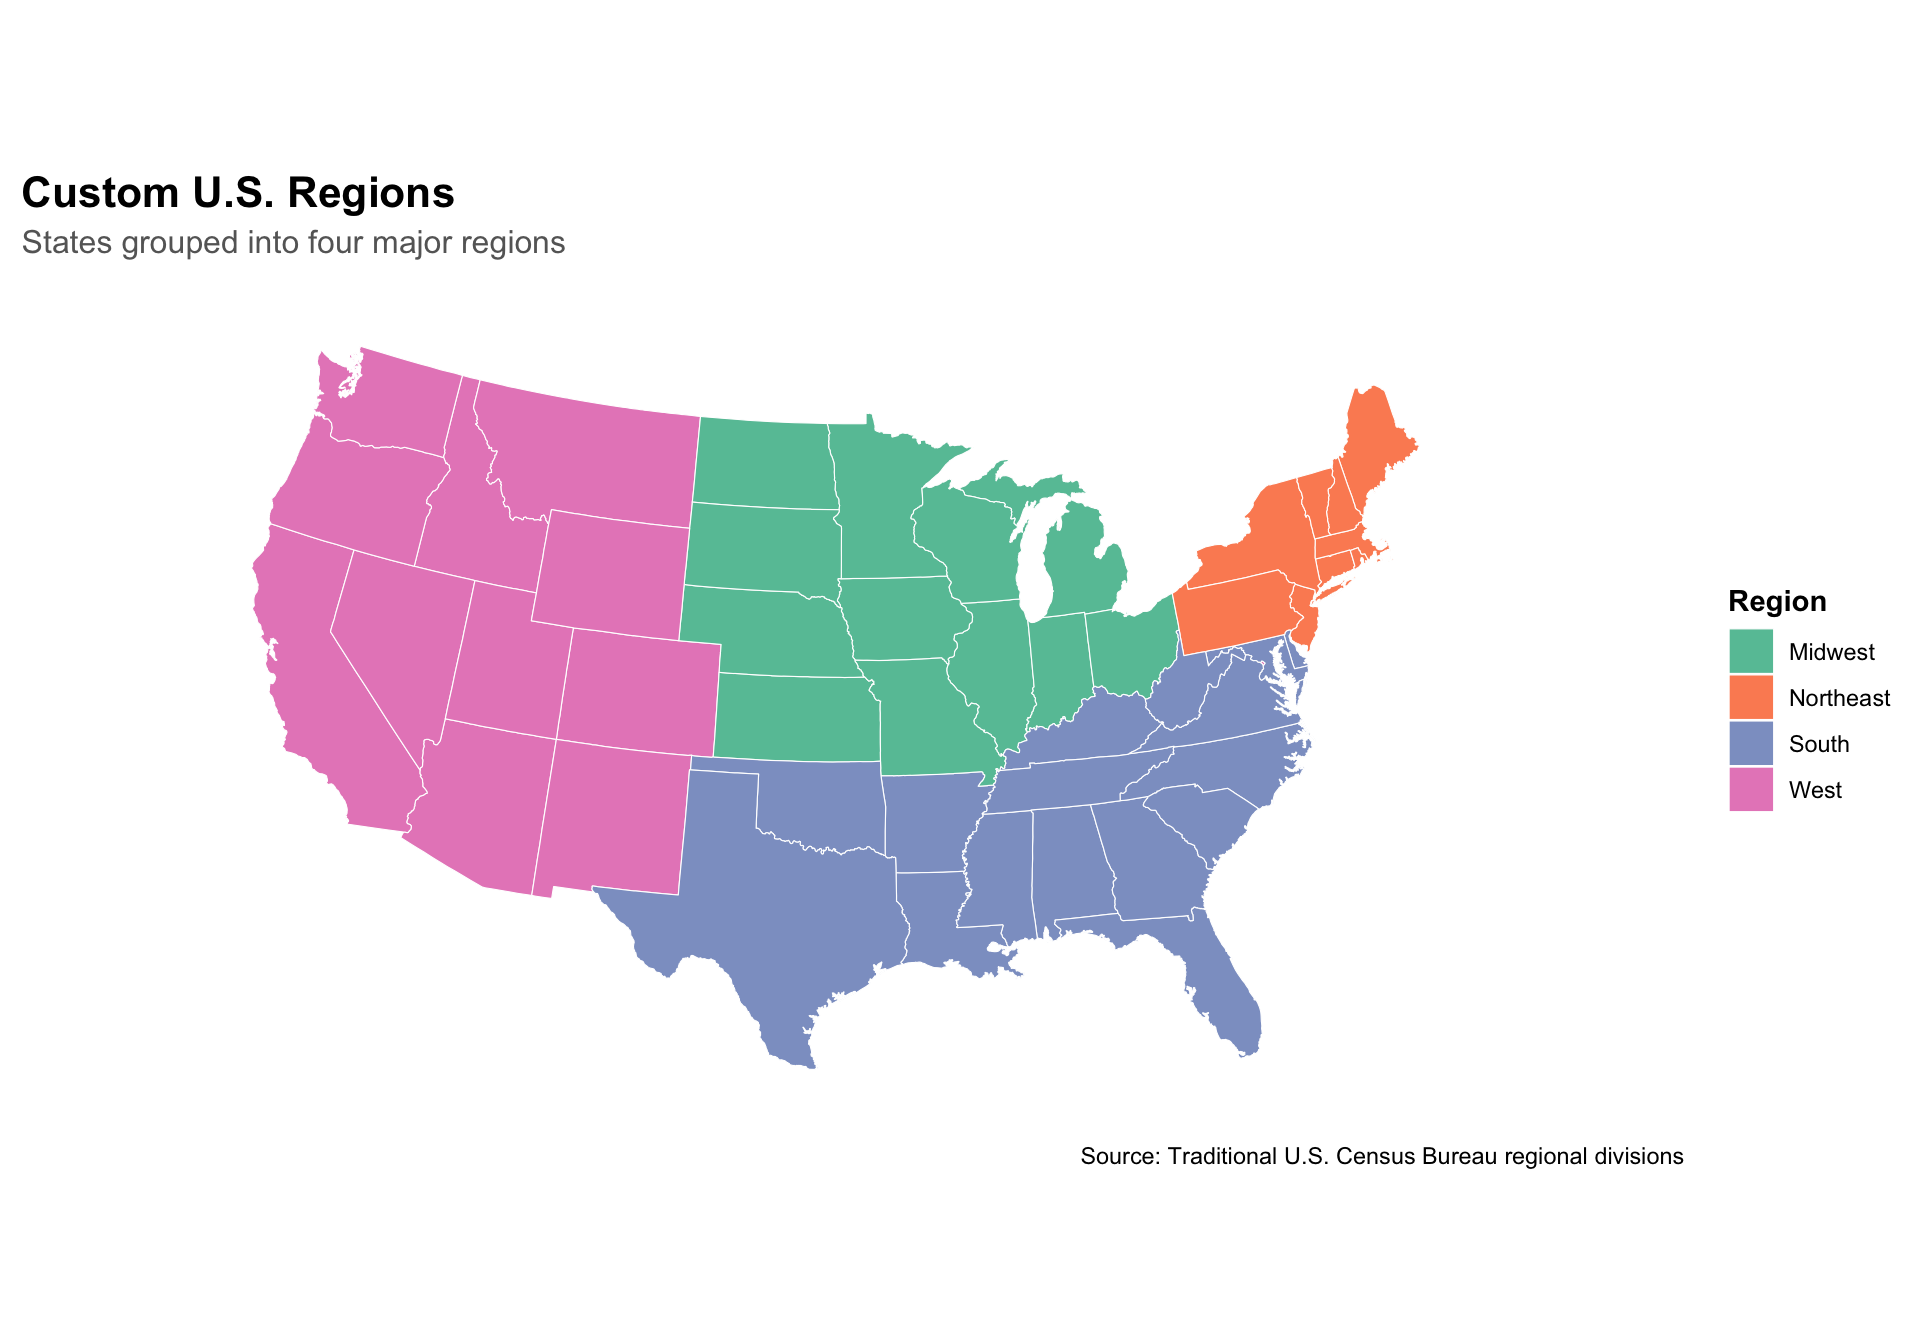 Custom U.S. Regions
States grouped into four major regions
Region
Midwest
Northeast
South
West
Source: Traditional U.S. Census Bureau regional divisions